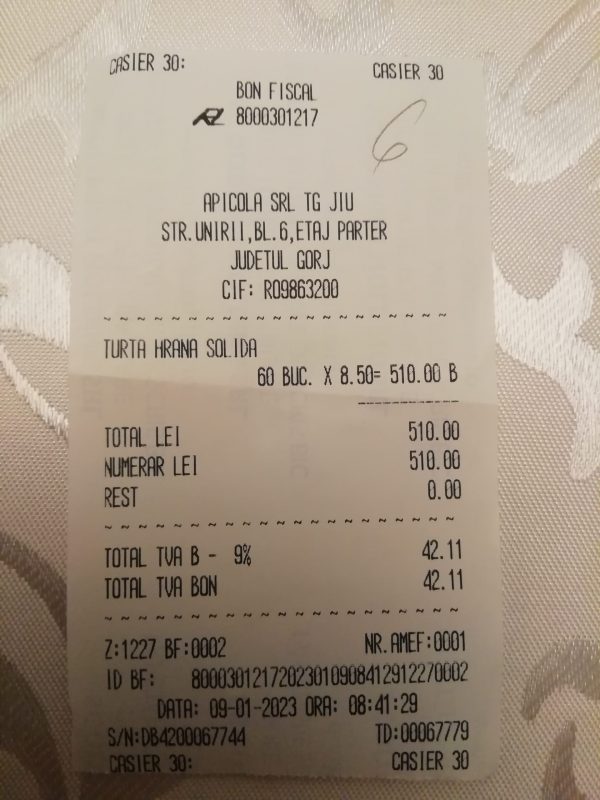 CASIER 30: CASIER 30
BON FISCAL
8000301217
6
APICOLA SRL TG JIU
STR.UNIRII,BL.6,ETAJ PARTER
JUDETUL GORJ
CIF: RO9863200
TURTA HRANA SOLIDA
60 BUC. X 8.50= 510.00 B
TOTAL LEI 510.00
NUMERAR LEI 510.00
REST 0.00
TOTAL TVA B - 9% 42.11
TOTAL TVA BON 42.11
Z:1227 BF:0002 NR.AMEF:0001
ID BF: 80003012172023010908412912270002
DATA: 09-01-2023 ORA: 08:41:29
S/N:DB4200067744 TD:00067779
CASIER 30: CASIER 30